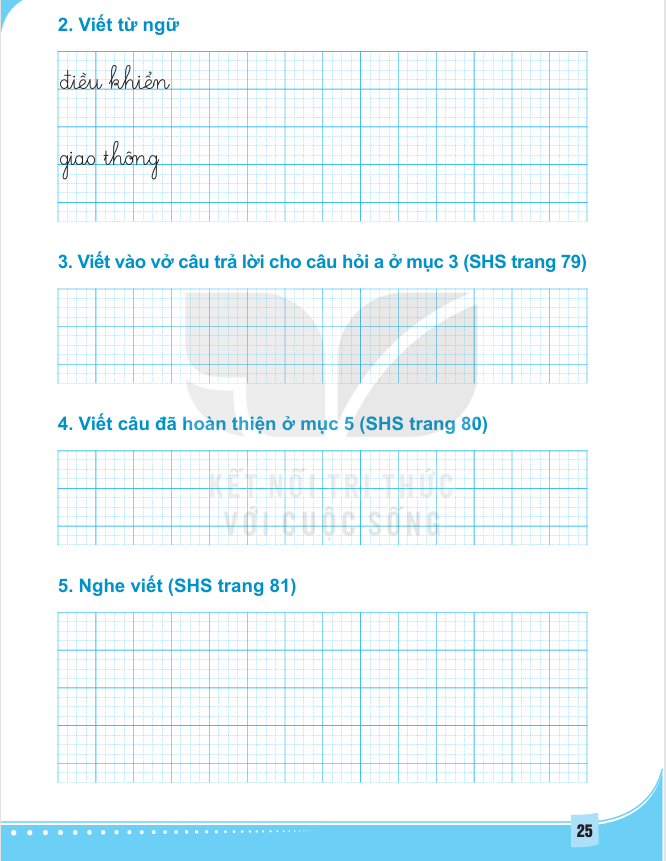 2. Viết từ ngữ
điều khiển
giao thông
3. Viết vào vở câu trả lời cho câu hỏi a ở mục 3 (SHS trang 79)
4. Viết câu đã hoàn thiện ở mục 5 (SHS trang 80)
KẾT NỐI TRI THỨC
VỚI CUỘC SỐNG
5. Nghe viết (SHS trang 81)
25